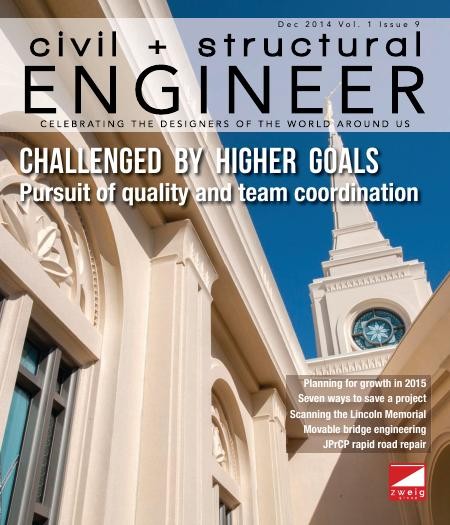 Dec 2014 Vol. 1 Issue 9
civil + structural
ENGINEER
CELEBRATING THE DESIGNERS OF THE WORLD AROUND US
CHALLENGED BY HIGHER GOALS
Pursuit of quality and team coordination
Planning for growth in 2015
Seven ways to save a project
Scanning the Lincoln Memorial
Movable bridge engineering
JPrCP rapid road repair
zweig
group